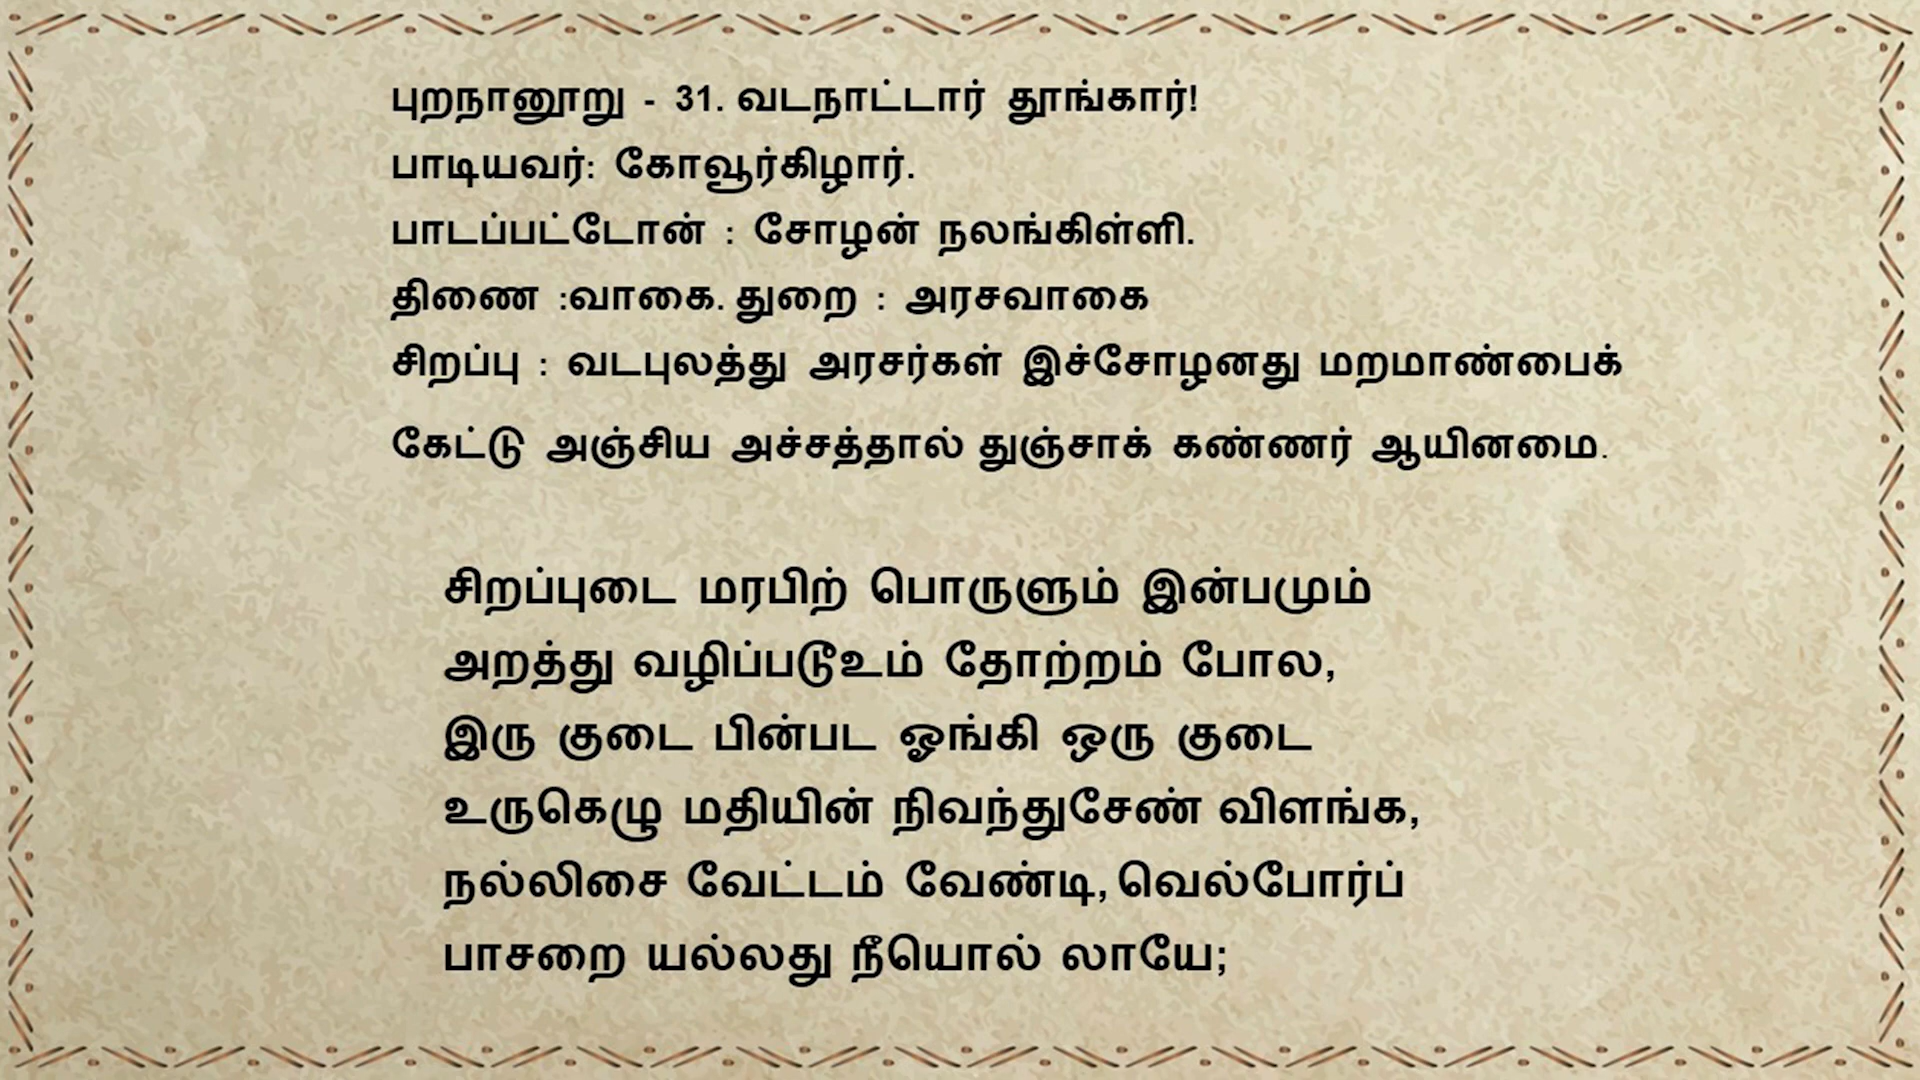 புறநானூறு - 31. வடநாட்டார் தூங்கார்!
பாடியவர்: கோவூர்கிழார்.
பாடப்பட்டோன் : சோழன் நலங்கிள்ளி.
திணை :வாகை. துறை : அரசவாகை
சிறப்பு : வடபுலத்து அரசர்கள் இச்சோழனது மறமாண்பைக்
கேட்டு அஞ்சிய அச்சத்தால் துஞ்சாக் கண்ணர் ஆயினமை.
சிறப்புடை மரபிற் பொருளும் இன்பமும்
அறத்து வழிப்படூஉம் தோற்றம் போல,
இரு குடை பின்பட ஓங்கி ஒரு குடை
உருகெழு மதியின் நிவந்துசேண் விளங்க,
நல்லிசை வேட்டம் வேண்டி, வெல்போர்ப்
பாசறை யல்லது நீயொல் லாயே;